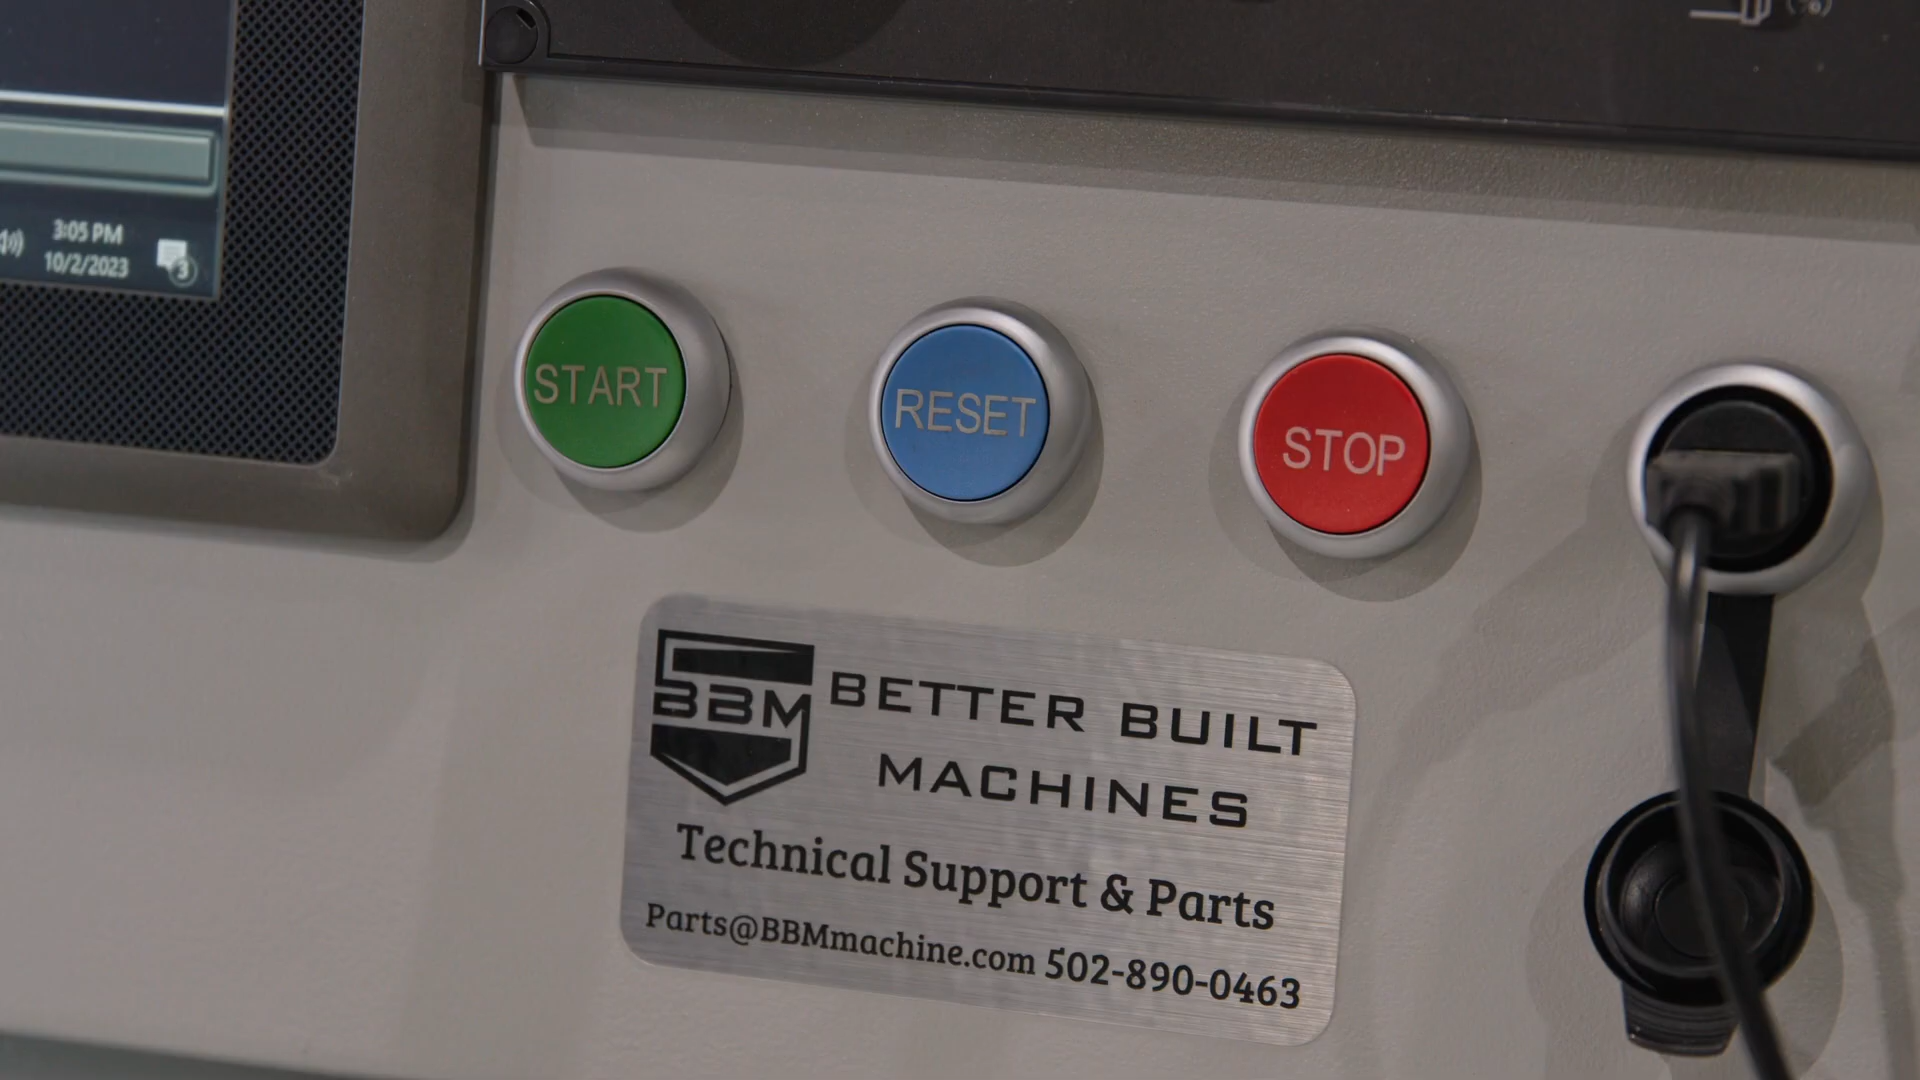 (%)
3:05 PM
10/2/2023
3
START
RESET
STOP
BBM
BETTER BUILT
MACHINES
Technical Support & Parts
Parts@BBMmachine.com 502-890-0463